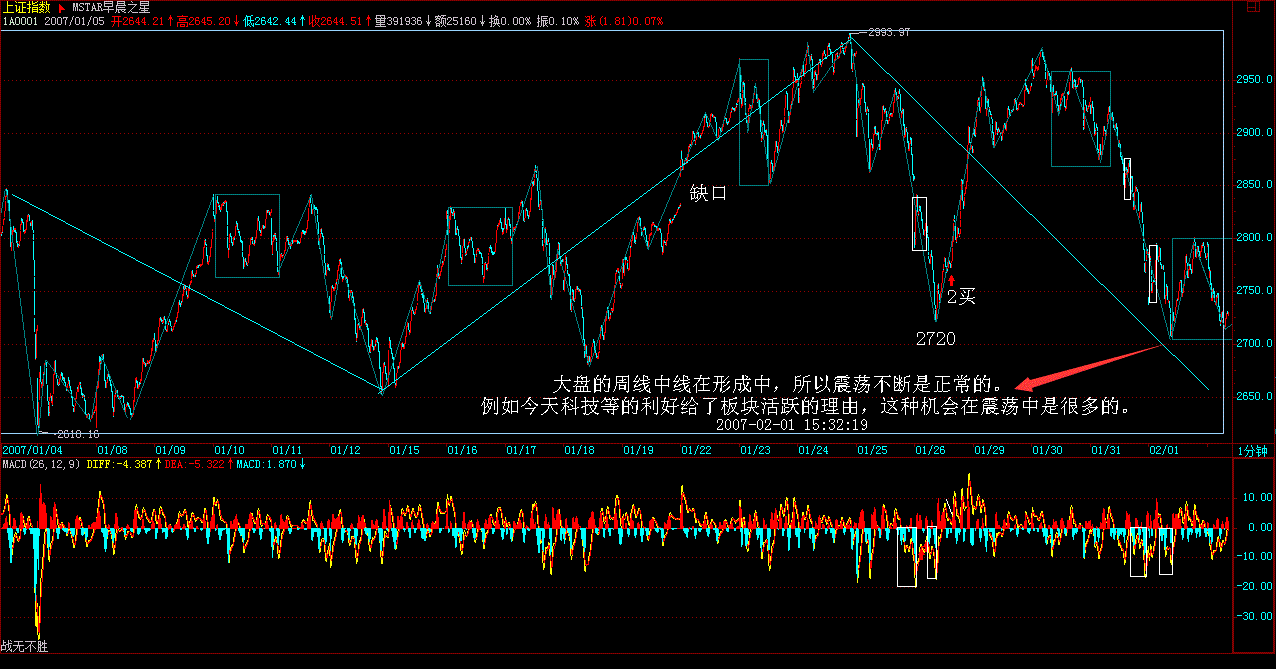 上证指数 MSTAR早晨之星
1A0001 2007/01/05 开2644.21↑高2645.20↓低2642.44↑收2644.51↑量391936↓额25160↓换0.00% 振0.10% 涨(1.81)0.07%
2993.97
2950.0
2900.0
2850.0
缺口
2800.0
2买
2750.0
2720
2700.0
大盘的周线中线在形成中，所以震荡不断是正常的。
2650.0
例如今天科技等的利好给了板块活跃的理由，这种机会在震荡中是很多的。
2007-02-01 15:32:19
2610.16
2007/01/04 01/08 01/09 01/10 01/11 01/12 01/15 01/16 01/17 01/18 01/19 01/22 01/23 01/24 01/25 01/26 01/29 01/30 01/31 02/01 1分钟
MACD(26,12,9) DIFF:-4.387↑DEA:-5.322↑MACD:1.870↓
10.00
0.00
-10.00
-20.00
-30.00
战无不胜